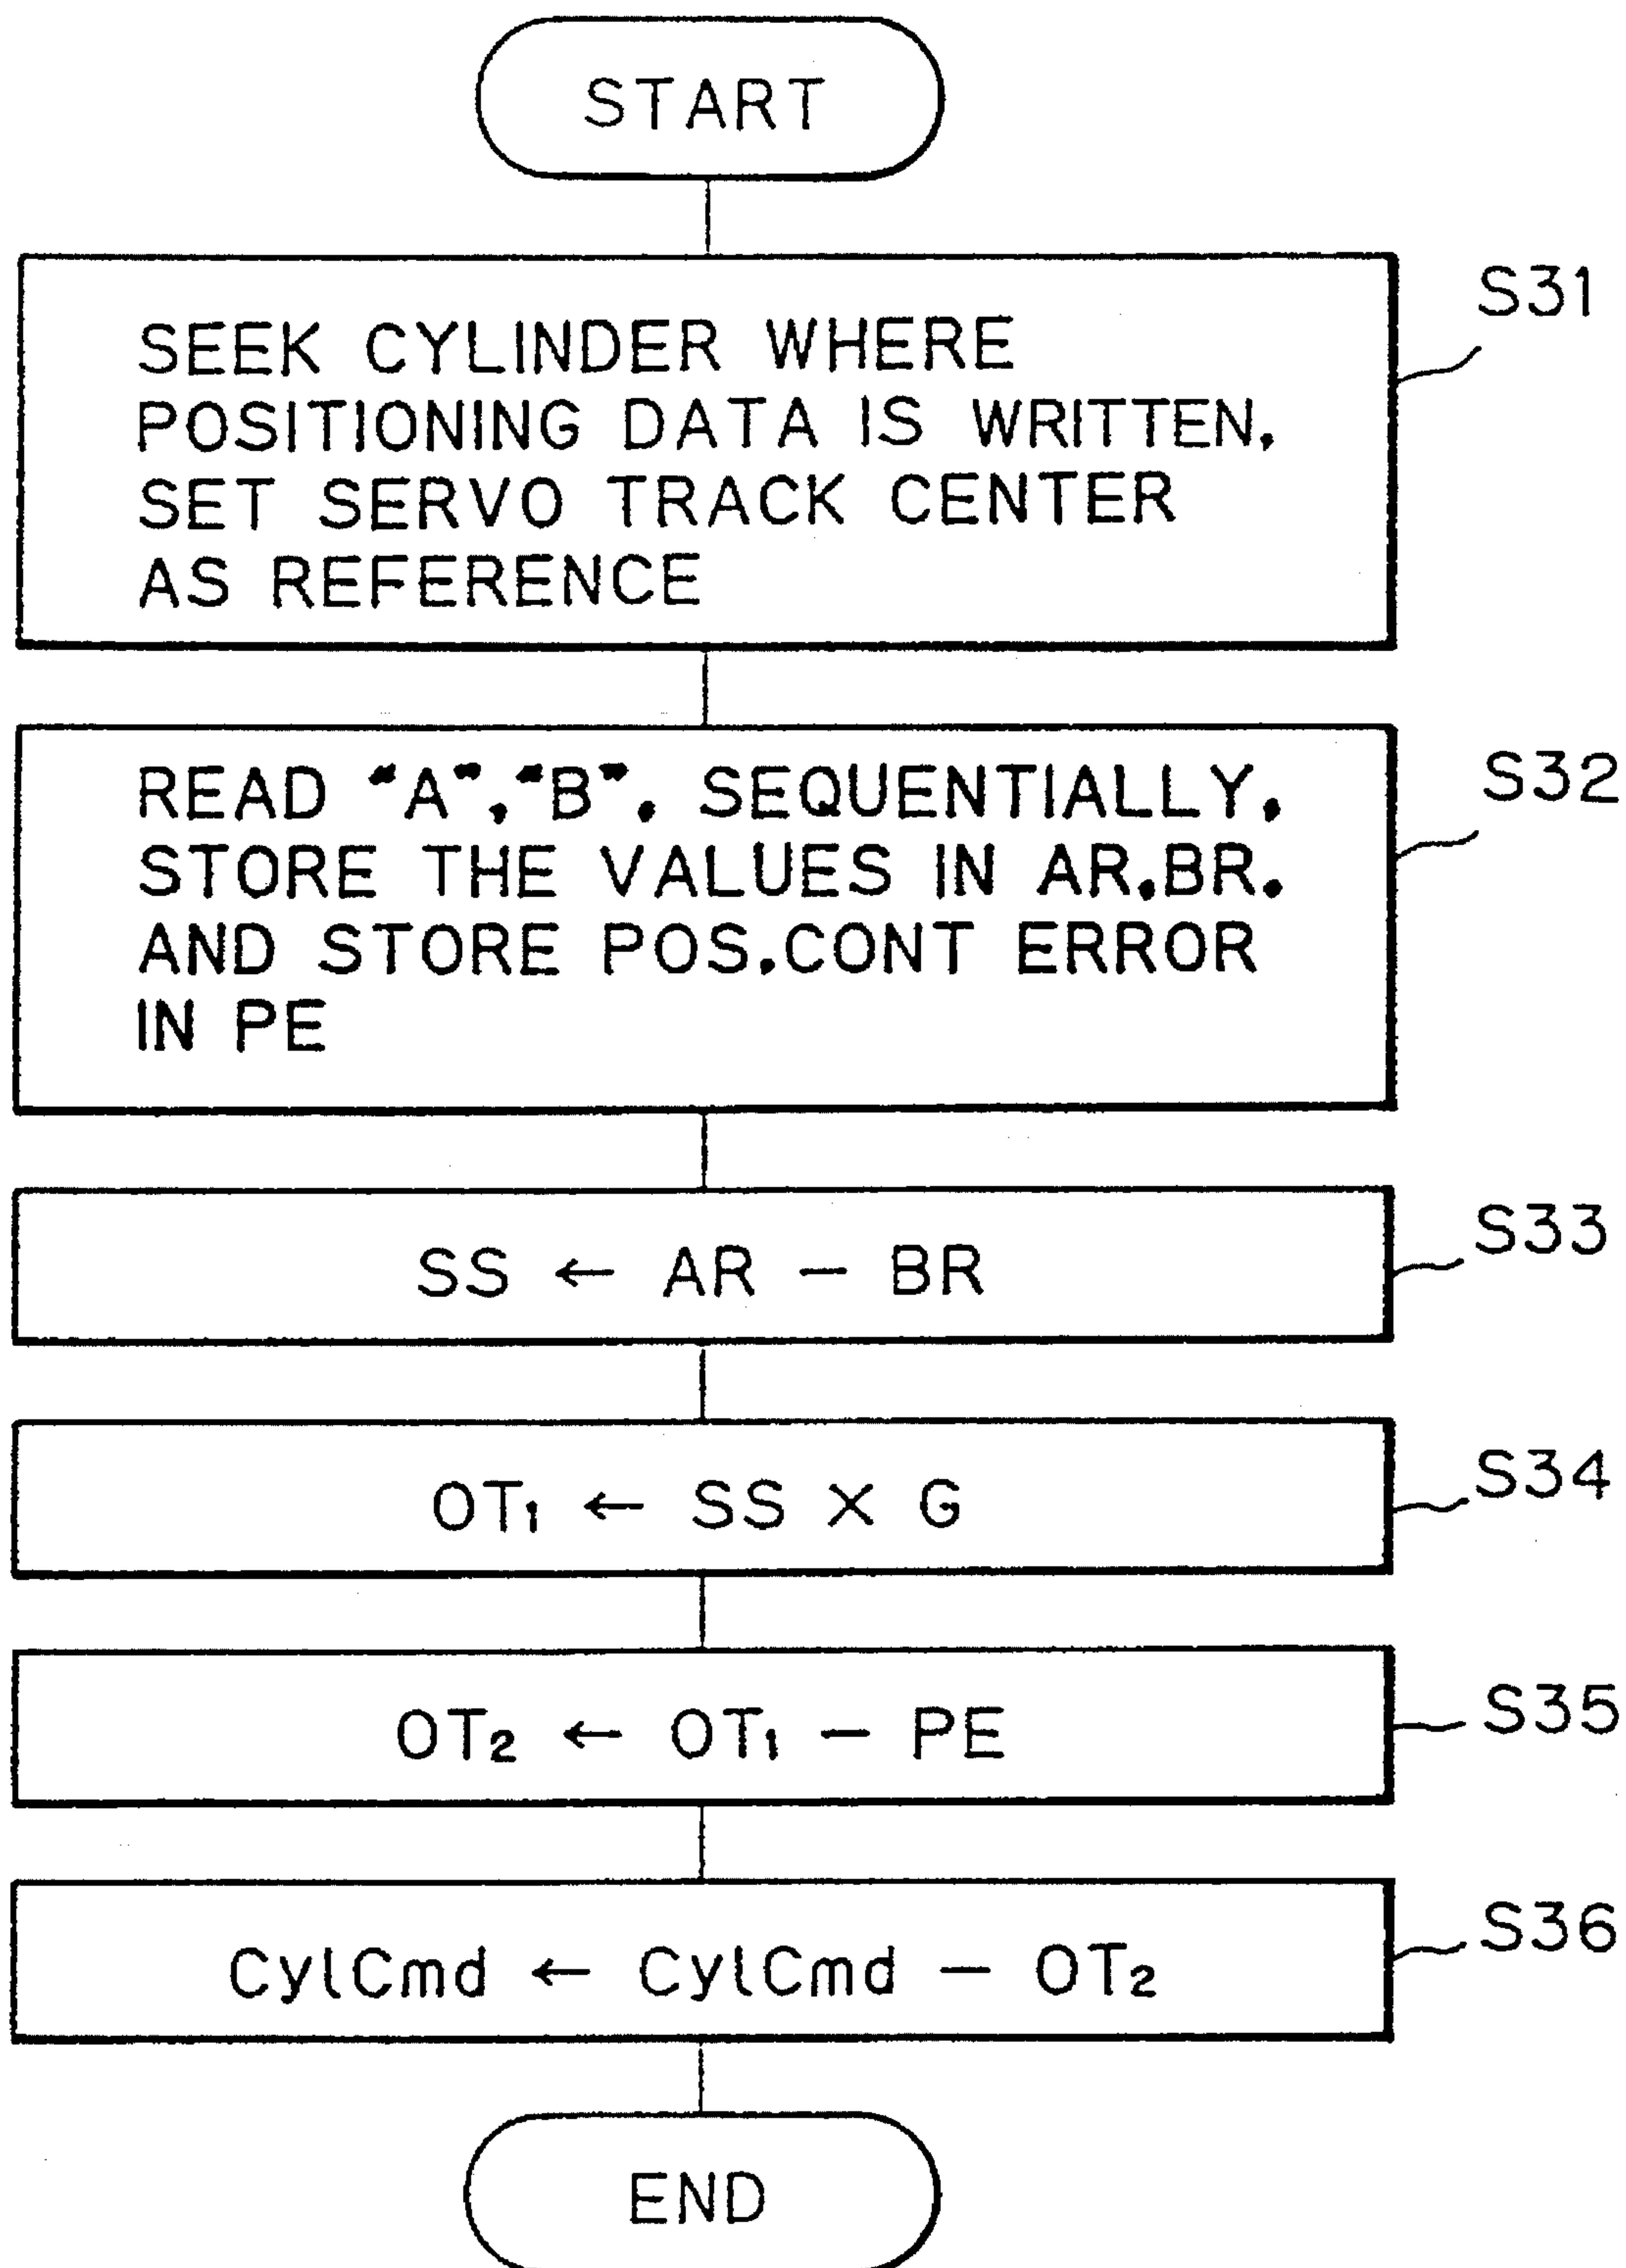 START
S31
SEEK CYLINDER WHERE
POSITIONING DATA IS WRITTEN,
SET SERVO TRACK CENTER
AS REFERENCE
S32
READ "A","B", SEQUENTIALLY,
STORE THE VALUES IN AR,BR,
AND STORE POS.CONT ERROR
IN PE
S33
SS ← AR − BR
S34
OT₁ ← SS × G
S35
OT₂ ← OT₁ − PE
S36
CylCmd ← CylCmd − OT₂
END